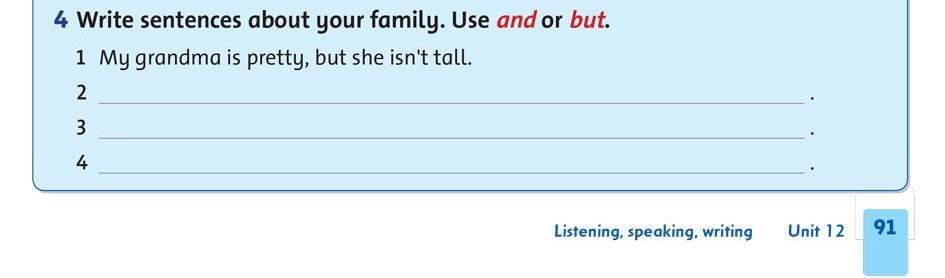 4 Write sentences about your family. Use and or but.
1 My grandma is pretty, but she isn't tall.
2 .
3 .
4 .
Listening, speaking, writing Unit 12 91